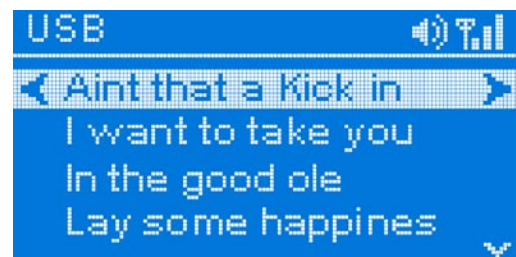 USB
Aint that a Kick in
I want to take you
In the good ole
Lay some happines